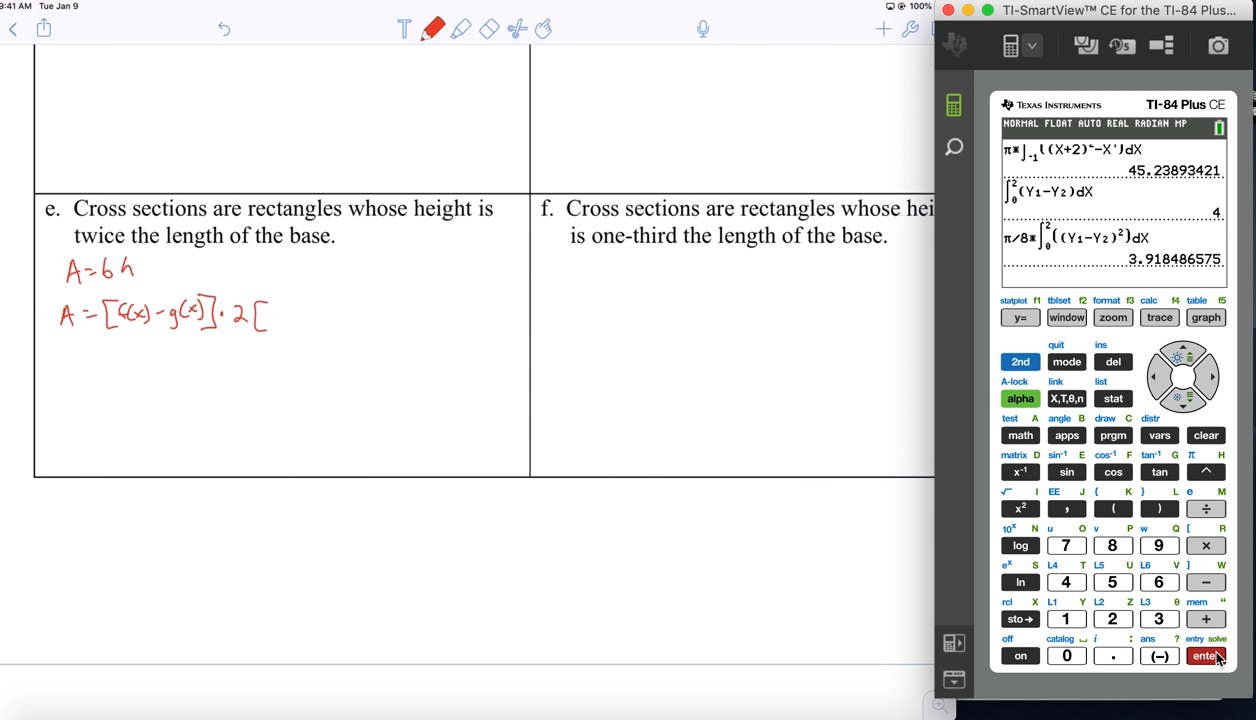 9:41 AM Tue Jan 9
100%
TI-SmartView™ CE for the TI-84 Plus...
e. Cross sections are rectangles whose height is
twice the length of the base.
A = b h
A = [f(x) - g(x)] · 2 [
f. Cross sections are rectangles whose hei
is one-third the length of the base.
TEXAS INSTRUMENTS TI-84 Plus CE
NORMAL FLOAT AUTO REAL RADIAN MP
45.23893421
∫₀²(Y₁-Y₂)dX
4
π/8*∫₀²((Y₁-Y₂)²)dX
3.918486575
statplot f1 tblset f2 format f3 calc f4 table f5
y= window zoom trace graph
quit ins
2nd mode del
A-lock link list
alpha X,T,θ,n stat
test A angle B draw C distr
math apps prgm vars clear
matrix D sin⁻¹ E cos⁻¹ F tan⁻¹ G π H
x⁻¹ sin cos tan ^
√ I EE J { K } L e M
x² , ( ) ÷
10ˣ N u O v P w Q [ R
log 7 8 9 ×
eˣ S L4 T L5 U L6 V ] W
ln 4 5 6 −
rcl X L1 Y L2 Z L3 θ mem “
sto→ 1 2 3 +
off catalog i : ans ? entry solve
on 0 . (−) enter